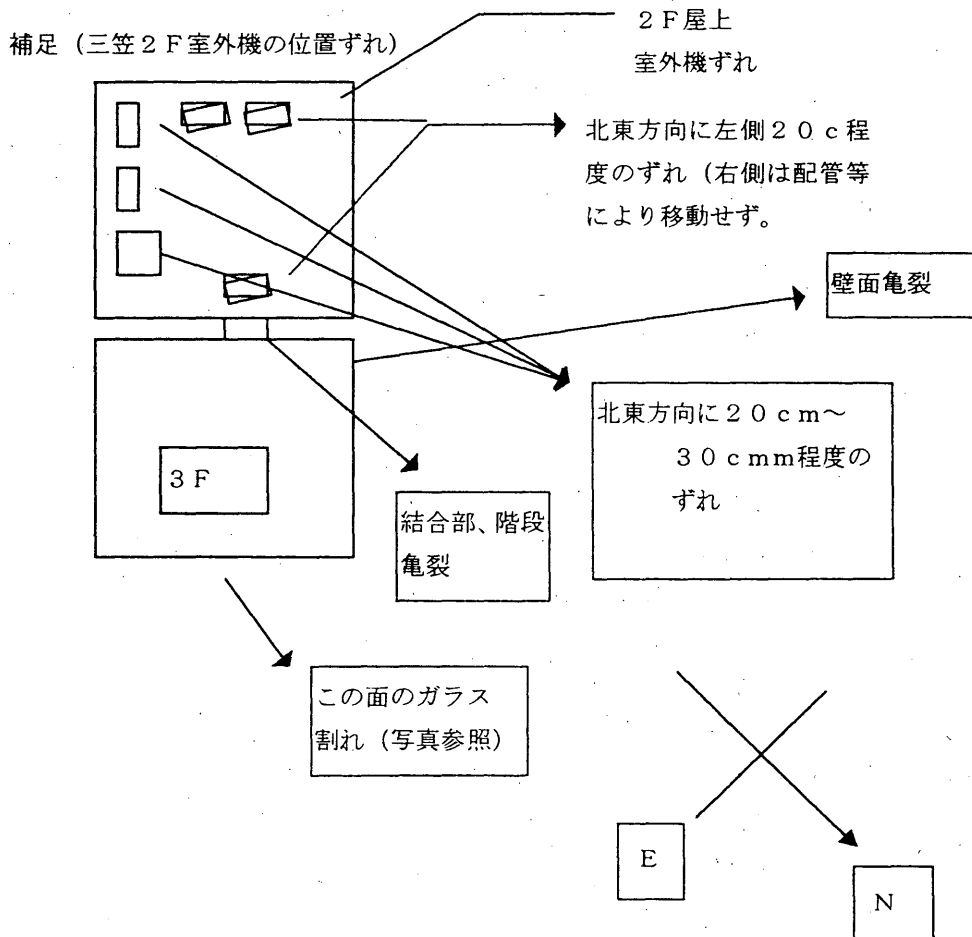 補足（三笠２Ｆ室外機の位置ずれ）
２Ｆ屋上
室外機ずれ
北東方向に左側２０ｃ程
度のずれ（右側は配管等
により移動せず。
壁面亀裂
北東方向に２０ｃｍ～
３０ｃｍｍ程度の
ずれ
３Ｆ
結合部、階段
亀裂
この面のガラス
割れ（写真参照）
Ｅ
Ｎ